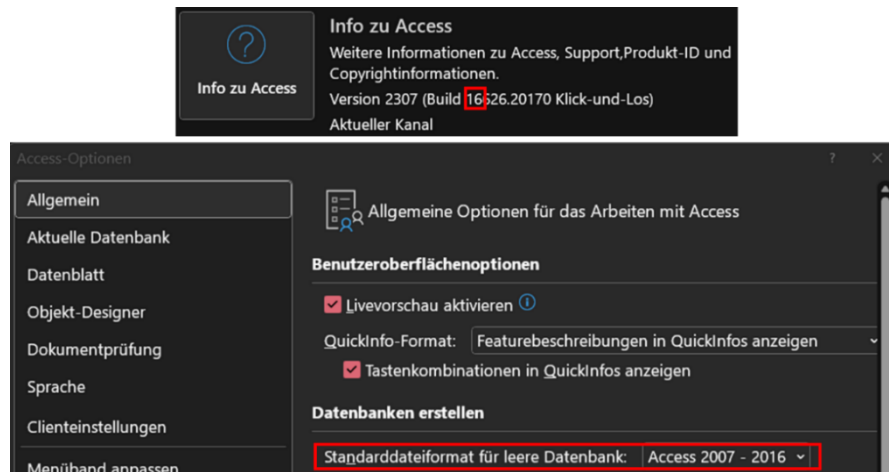 Info zu Access
Info zu Access
Weitere Informationen zu Access, Support,Produkt-ID und
Copyrightinformationen.
Version 2307 (Build 16626.20170 Klick-und-Los)
Aktueller Kanal
Access-Optionen
Allgemein
Aktuelle Datenbank
Datenblatt
Objekt-Designer
Dokumentprüfung
Sprache
Clienteinstellungen
Menüband anpassen
Allgemeine Optionen für das Arbeiten mit Access
Benutzeroberflächenoptionen
Livevorschau aktivieren
QuickInfo-Format: Featurebeschreibungen in QuickInfos anzeigen
Tastenkombinationen in QuickInfos anzeigen
Datenbanken erstellen
Standarddateiformat für leere Datenbank: Access 2007 - 2016